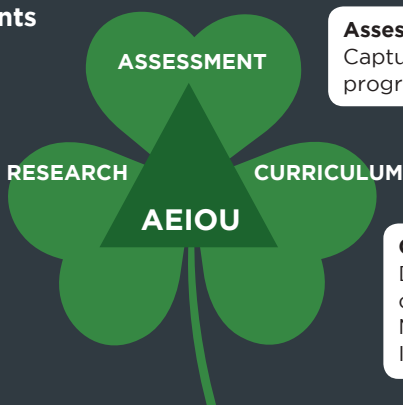 nts
ASSESSMENT
Asses
Captu
progr
RESEARCH
CURRICULUM
AEIOU